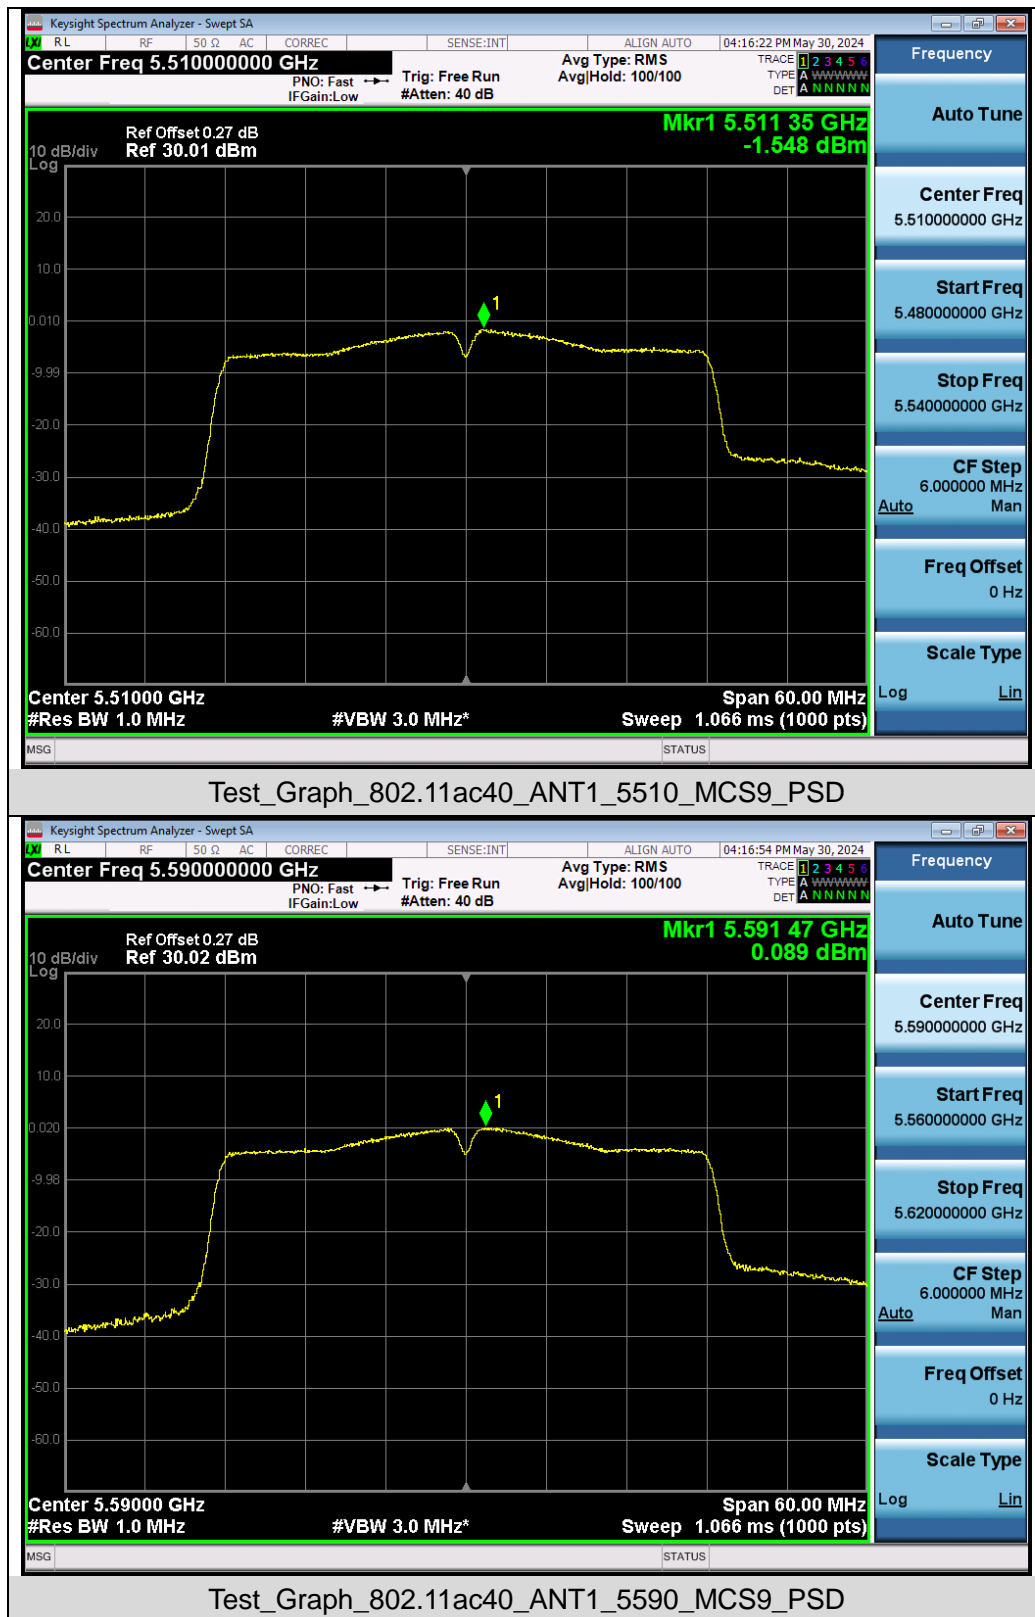 Keysight Spectrum Analyzer - Swept SA
LXI RL RF 50 Ω AC CORREC SENSE:INT ALIGN AUTO 04:16:22 PM May 30, 2024
Center Freq 5.510000000 GHz
PNO: Fast
IFGain:Low
Trig: Free Run
#Atten: 40 dB
Avg Type: RMS
Avg|Hold: 100/100
TRACE 1 2 3 4 5 6
TYPE A WWWWW
DET A N N N N N
Ref Offset 0.27 dB
10 dB/div Ref 30.01 dBm
Log
Mkr1 5.511 35 GHz
-1.548 dBm
20.0
10.0
0.010
-9.99
-20.0
-30.0
-40.0
-50.0
-60.0
1
Center 5.51000 GHz Span 60.00 MHz
#Res BW 1.0 MHz #VBW 3.0 MHz* Sweep 1.066 ms (1000 pts)
MSG STATUS
Frequency
Auto Tune
Center Freq
5.510000000 GHz
Start Freq
5.480000000 GHz
Stop Freq
5.540000000 GHz
CF Step
6.000000 MHz
Auto Man
Freq Offset
0 Hz
Scale Type
Log Lin
Test_Graph_802.11ac40_ANT1_5510_MCS9_PSD
Keysight Spectrum Analyzer - Swept SA
LXI RL RF 50 Ω AC CORREC SENSE:INT ALIGN AUTO 04:16:54 PM May 30, 2024
Center Freq 5.590000000 GHz
PNO: Fast
IFGain:Low
Trig: Free Run
#Atten: 40 dB
Avg Type: RMS
Avg|Hold: 100/100
TRACE 1 2 3 4 5 6
TYPE A WWWWW
DET A N N N N N
Ref Offset 0.27 dB
10 dB/div Ref 30.02 dBm
Log
Mkr1 5.591 47 GHz
0.089 dBm
20.0
10.0
0.020
-9.98
-20.0
-30.0
-40.0
-50.0
-60.0
1
Center 5.59000 GHz Span 60.00 MHz
#Res BW 1.0 MHz #VBW 3.0 MHz* Sweep 1.066 ms (1000 pts)
MSG STATUS
Frequency
Auto Tune
Center Freq
5.590000000 GHz
Start Freq
5.560000000 GHz
Stop Freq
5.620000000 GHz
CF Step
6.000000 MHz
Auto Man
Freq Offset
0 Hz
Scale Type
Log Lin
Test_Graph_802.11ac40_ANT1_5590_MCS9_PSD